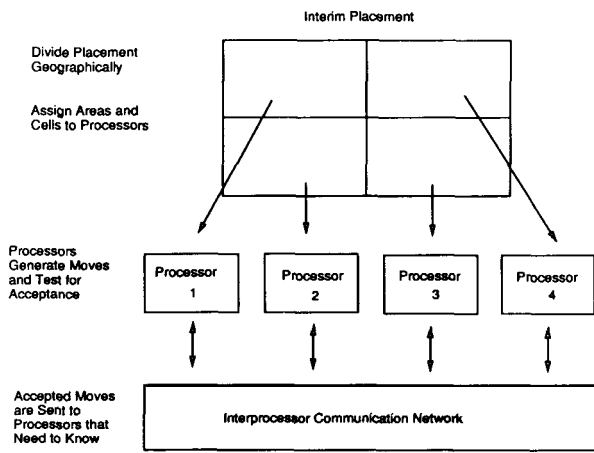 Interim Placement
Divide Placement
Geographically
Assign Areas and
Cells to Processors
Processors
Generate Moves
and Test for
Acceptance
Processor
1
Processor
2
Processor
3
Processor
4
Accepted Moves
are Sent to
Processors that
Need to Know
Interprocessor Communication Network